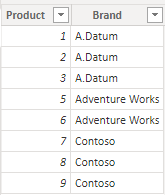 Product Brand
1 A.Datum
2 A.Datum
3 A.Datum
5 Adventure Works
6 Adventure Works
7 Contoso
8 Contoso
9 Contoso